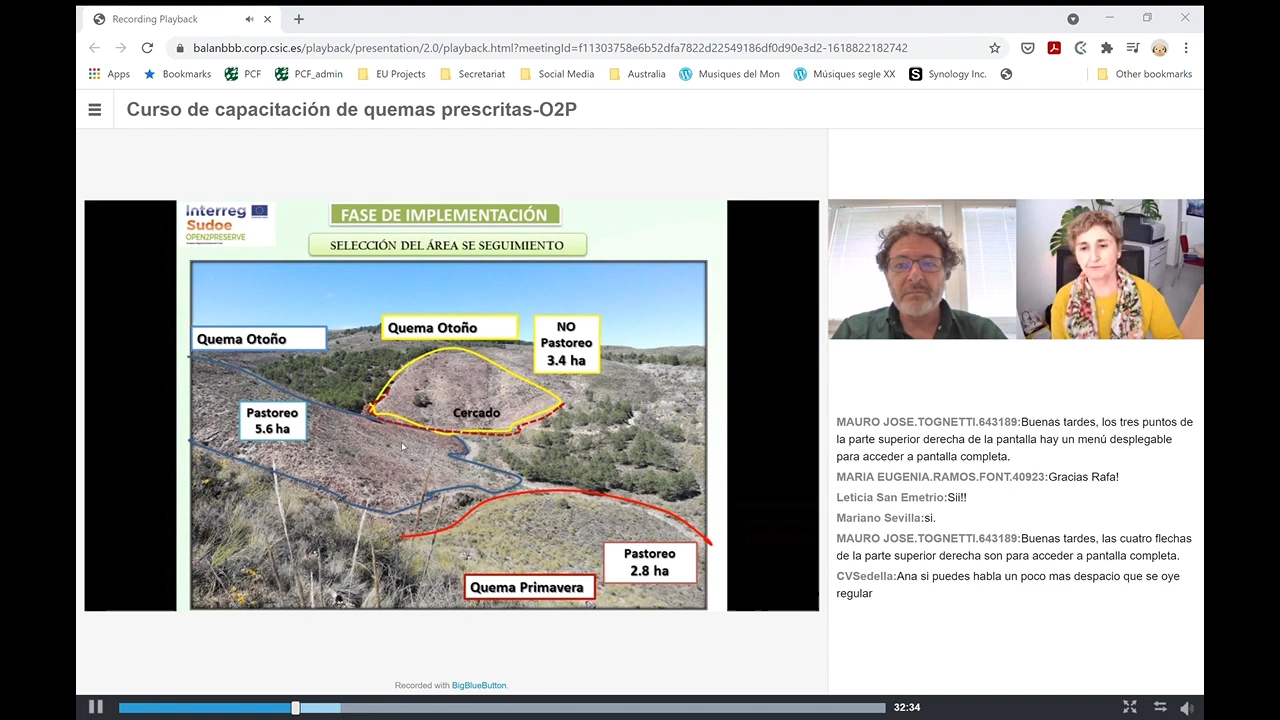 Recording Playback
balanbbb.corp.csic.es/playback/presentation/2.0/playback.html?meetingId=f11303758e6b52dfa7822d22549186df0d90e3d2-1618822182742
Apps
Bookmarks
PCF
PCF_admin
EU Projects
Secretariat
Social Media
Australia
Musiques del Mon
Músiques segle XX
Synology Inc.
Other bookmarks
Curso de capacitación de quemas prescritas-O2P
Interreg
Sudoe
OPEN2PRESERVE
FASE DE IMPLEMENTACIÓN
SELECCIÓN DEL ÁREA SE SEGUIMIENTO
Quema Otoño
Quema Otoño
NO
Pastoreo
3.4 ha
Pastoreo
5.6 ha
Cercado
Pastoreo
2.8 ha
Quema Primavera
MAURO JOSE.TOGNETTI.643189:Buenas tardes, los tres puntos de
la parte superior derecha de la pantalla hay un menú desplegable
para acceder a pantalla completa.
MARIA EUGENIA.RAMOS.FONT.40923:Gracias Rafa!
Leticia San Emetrio:Sii!!
Mariano Sevilla:si.
MAURO JOSE.TOGNETTI.643189:Buenas tardes, las cuatro flechas
de la parte superior derecha son para acceder a pantalla completa.
CVSedella:Ana si puedes habla un poco mas despacio que se oye
regular
Recorded with BigBlueButton.
32:34